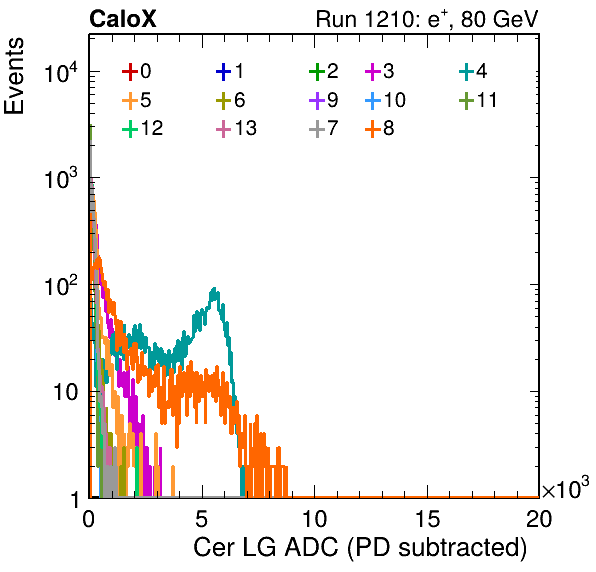 CaloX Run 1210: e⁺, 80 GeV
Events
10⁴
10³
10²
10
1
0 1 2 3 4
5 6 9 10 11
12 13 7 8
0 5 10 15 20
×10³
Cer LG ADC (PD subtracted)